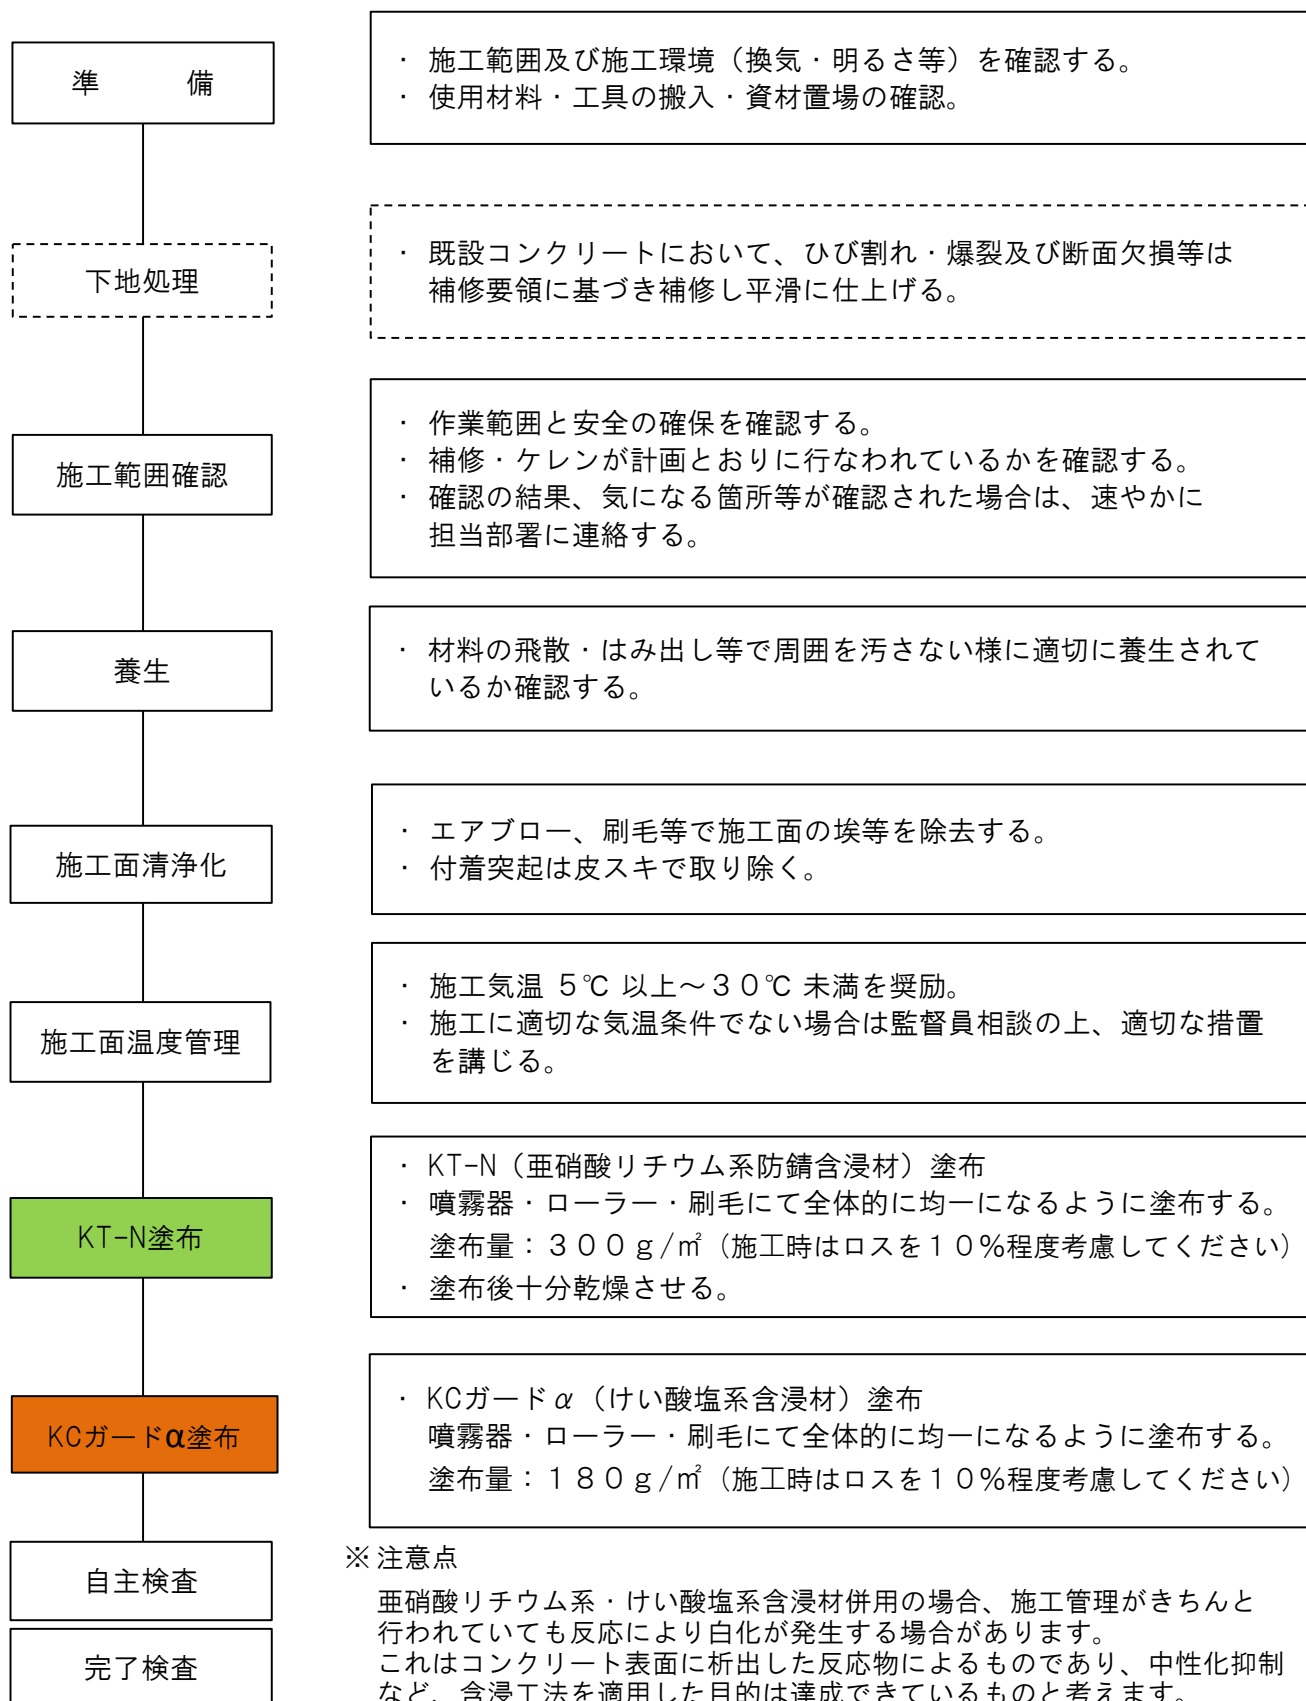 準　備
・ 施工範囲及び施工環境（換気・明るさ等）を確認する。
・ 使用材料・工具の搬入・資材置場の確認。
下地処理
・ 既設コンクリートにおいて、ひび割れ・爆裂及び断面欠損等は
補修要領に基づき補修し平滑に仕上げる。
施工範囲確認
・ 作業範囲と安全の確保を確認する。
・ 補修・ケレンが計画とおりに行なわれているかを確認する。
・ 確認の結果、気になる箇所等が確認された場合は、速やかに
担当部署に連絡する。
養生
・ 材料の飛散・はみ出し等で周囲を汚さない様に適切に養生されて
いるか確認する。
施工面清浄化
・ エアブロー、刷毛等で施工面の埃等を除去する。
・ 付着突起は皮スキで取り除く。
施工面温度管理
・ 施工気温 ５℃ 以上～３０℃ 未満を奨励。
・ 施工に適切な気温条件でない場合は監督員相談の上、適切な措置
を講じる。
KT-N塗布
・ KT-N（亜硝酸リチウム系防錆含浸材）塗布
・ 噴霧器・ローラー・刷毛にて全体的に均一になるように塗布する。
塗布量：３００ｇ/㎡（施工時はロスを１０％程度考慮してください）
・ 塗布後十分乾燥させる。
KCガードα塗布
・ KCガードα（けい酸塩系含浸材）塗布
噴霧器・ローラー・刷毛にて全体的に均一になるように塗布する。
塗布量：１８０ｇ/㎡（施工時はロスを１０％程度考慮してください）
自主検査
完了検査
※ 注意点
亜硝酸リチウム系・けい酸塩系含浸材併用の場合、施工管理がきちんと
行われていても反応により白化が発生する場合があります。
これはコンクリート表面に析出した反応物によるものであり、中性化抑制
など、含浸工法を適用した目的は達成できているものと考えます。